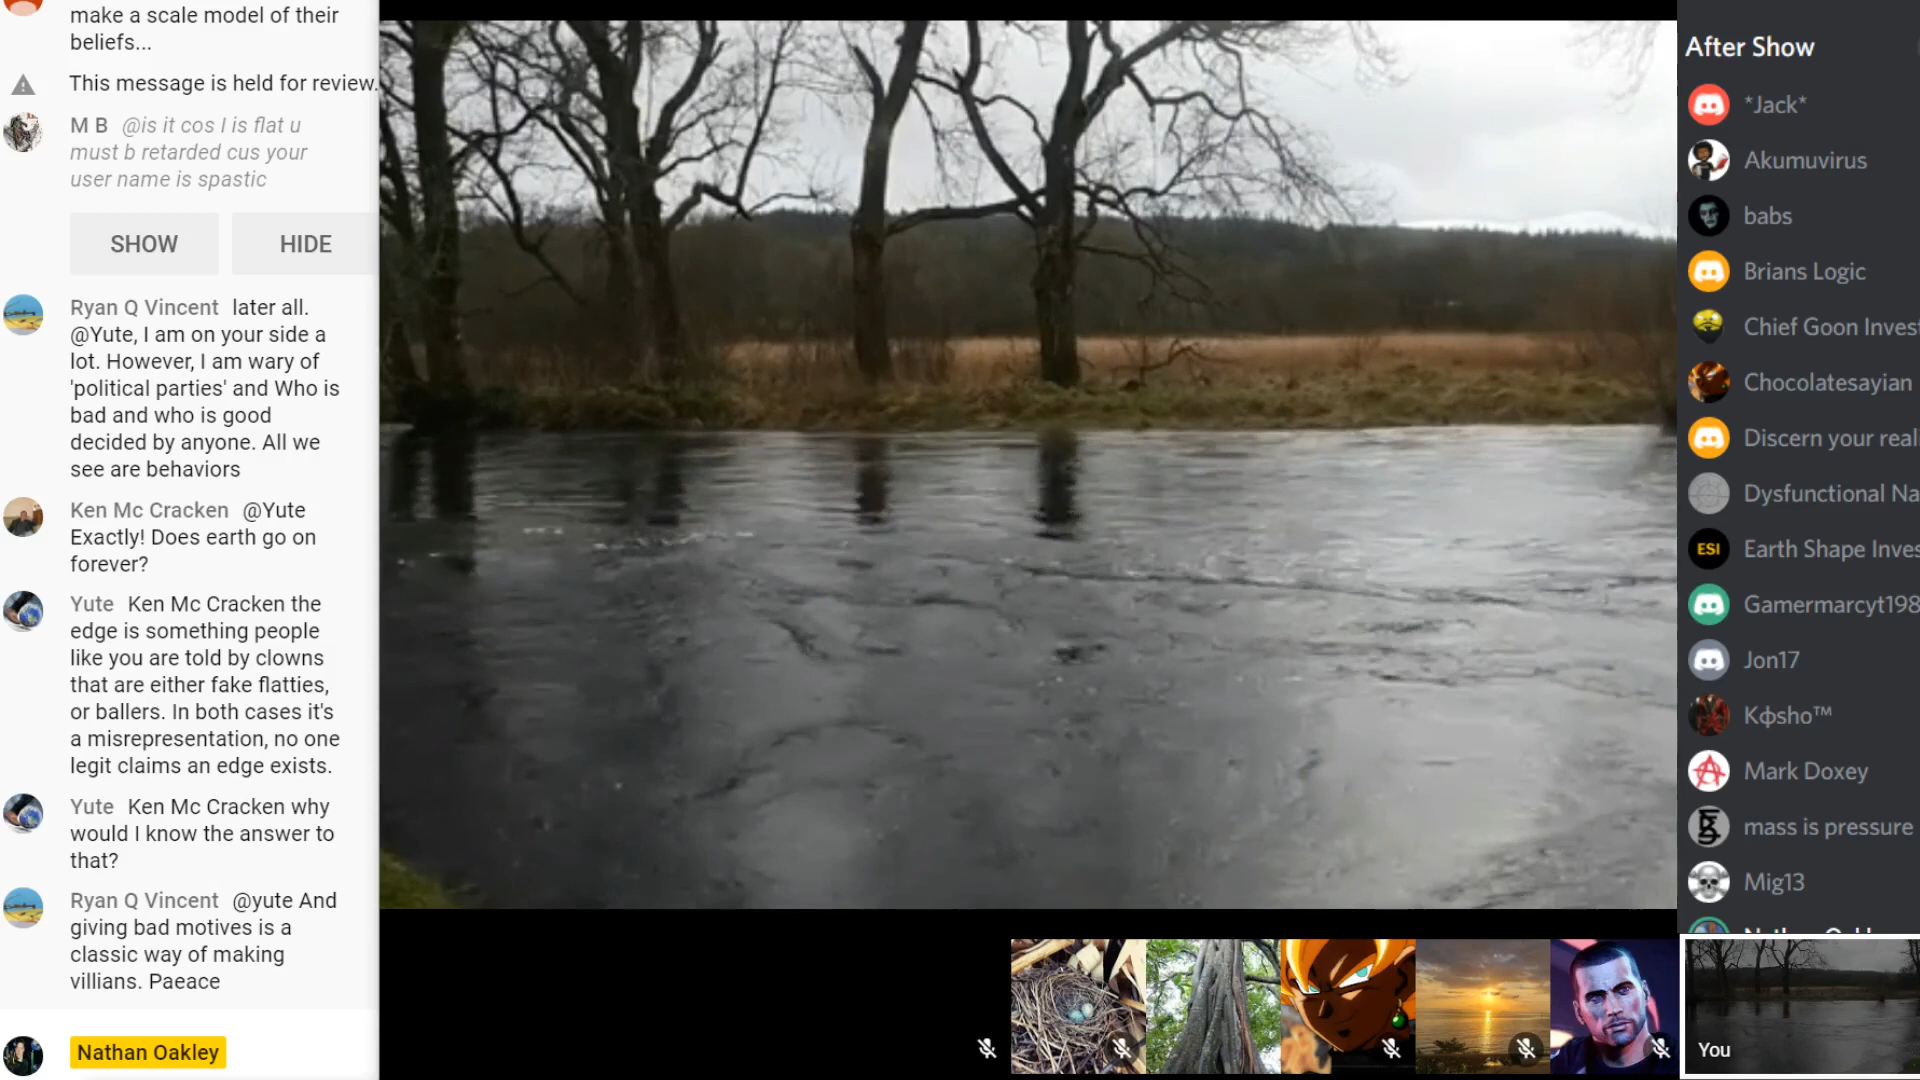 make a scale model of their
beliefs...
This message is held for review.
M B @is it cos I is flat u
must b retarded cus your
user name is spastic
SHOW HIDE
Ryan Q Vincent later all.
@Yute, I am on your side a
lot. However, I am wary of
'political parties' and Who is
bad and who is good
decided by anyone. All we
see are behaviors
Ken Mc Cracken @Yute
Exactly! Does earth go on
forever?
Yute Ken Mc Cracken the
edge is something people
like you are told by clowns
that are either fake flatties,
or ballers. In both cases it's
a misrepresentation, no one
legit claims an edge exists.
Yute Ken Mc Cracken why
would I know the answer to
that?
Ryan Q Vincent @yute And
giving bad motives is a
classic way of making
villians. Paeace
Nathan Oakley
After Show
*Jack*
Akumuvirus
babs
Brians Logic
Chief Goon Invest
Chocolatesayian
Discern your reali
Dysfunctional Na
ESI
Earth Shape Inves
Gamermarcyt198
Jon17
Kфsho™
Mark Doxey
mass is pressure
Mig13
You